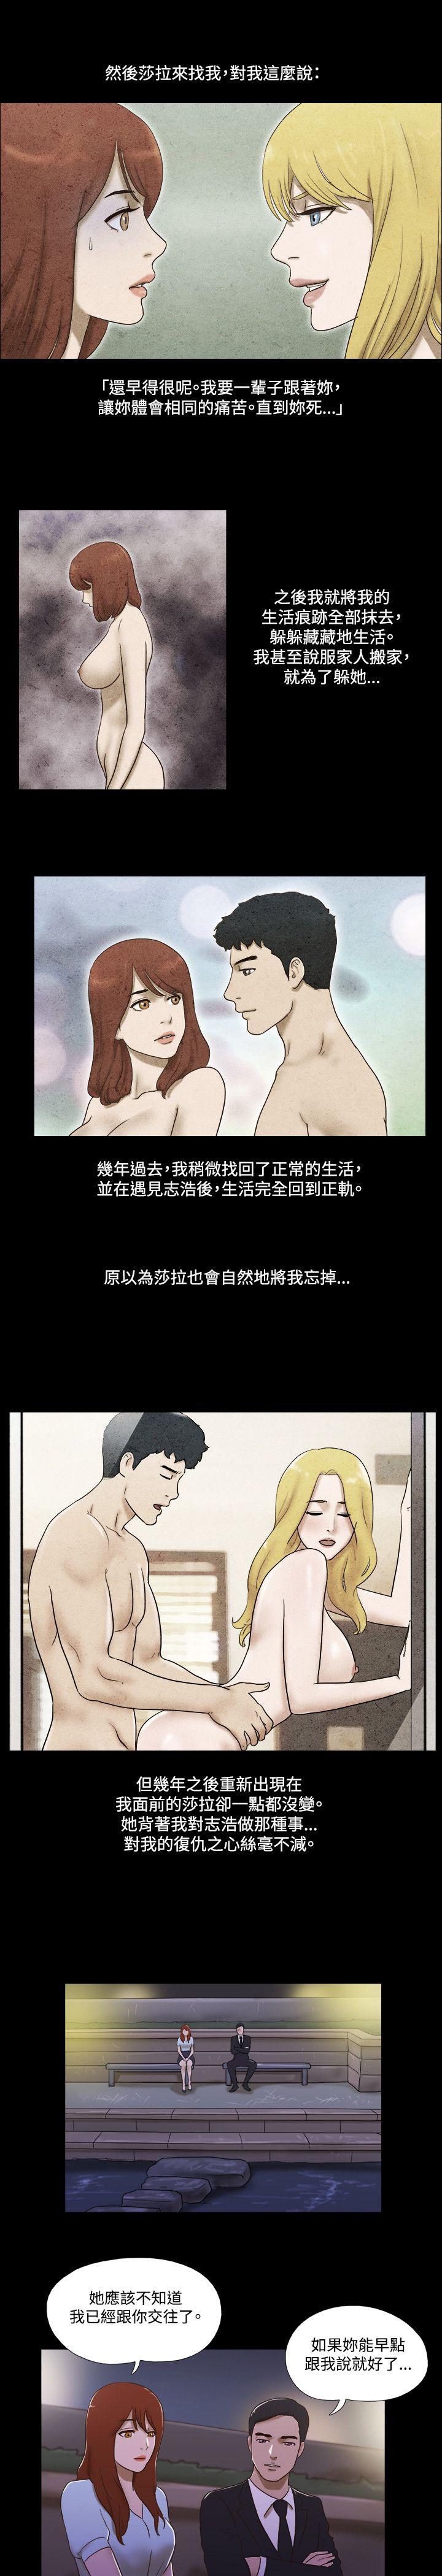 然後莎拉來找我，對我這麼說：
「還早得很呢。我要一輩子跟著妳，
讓妳體會相同的痛苦。直到妳死...」
之後我就將我的
生活痕跡全部抹去，
躲躲藏藏地生活。
我甚至說服家人搬家，
就為了躲她...
幾年過去，我稍微找回了正常的生活，
並在遇見志浩後，生活完全回到正軌。
原以為莎拉也會自然地將我忘掉...
但幾年之後重新出現在
我面前的莎拉卻一點都沒變。
她背著我對志浩做那種事...
對我的復仇之心絲毫不減。
她應該不知道
我已經跟你交往了。
如果妳能早點
跟我說就好了...